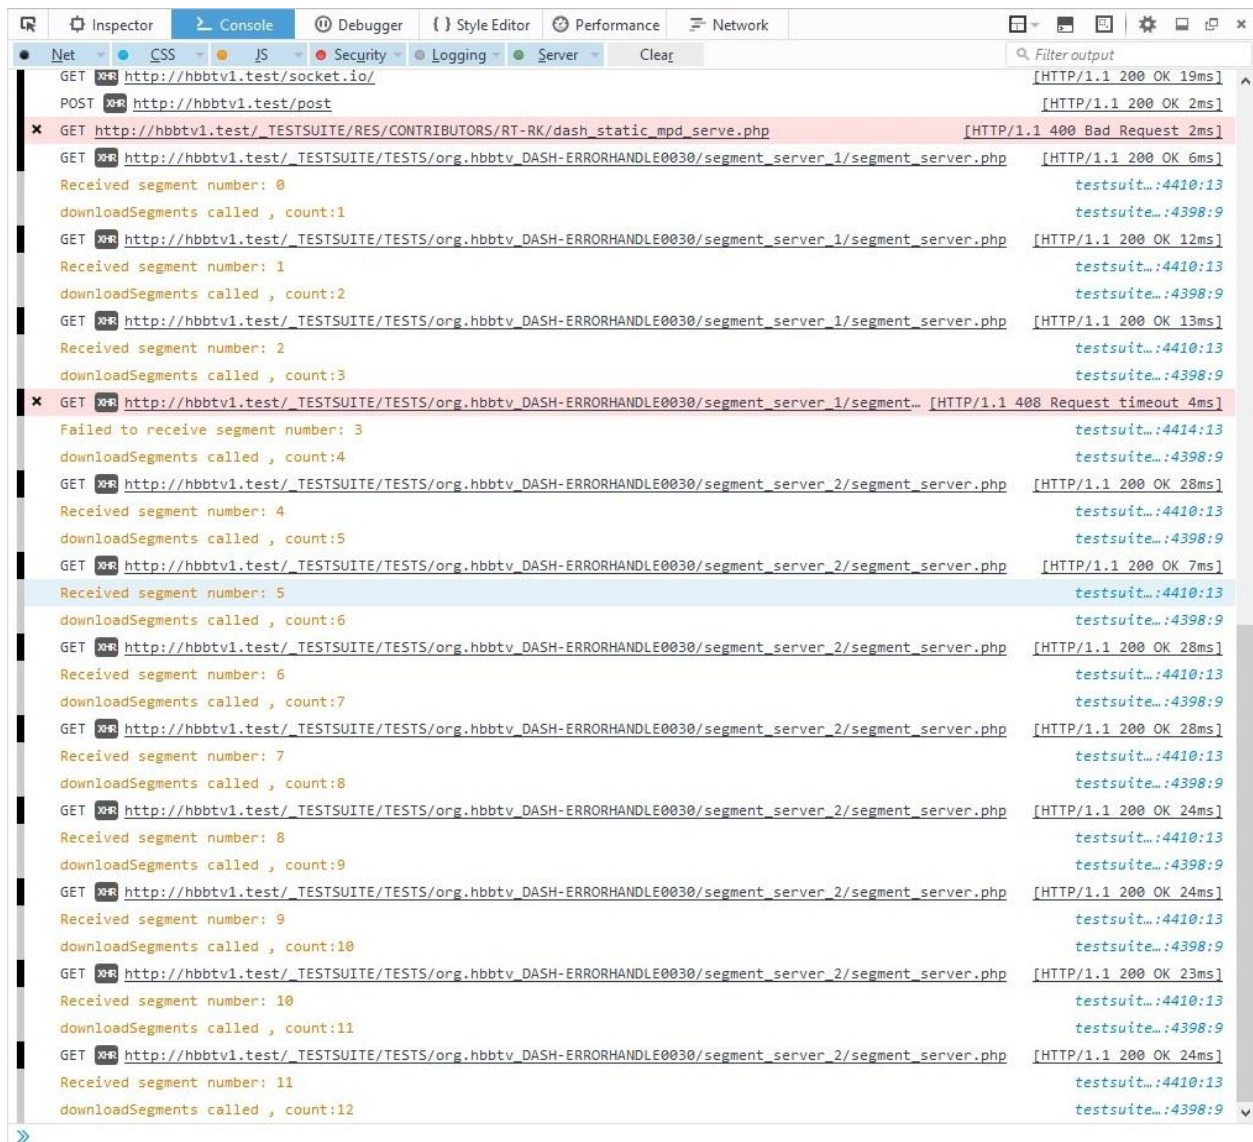 Inspector Console Debugger { } Style Editor Performance Network
Net CSS JS Security Logging Server Clear Filter output
GET XHR http://hbbtv1.test/socket.io/ [HTTP/1.1 200 OK 19ms]
POST XHR http://hbbtv1.test/post [HTTP/1.1 200 OK 2ms]
× GET http://hbbtv1.test/_TESTSUITE/RES/CONTRIBUTORS/RT-RK/dash_static_mpd_serve.php [HTTP/1.1 400 Bad Request 2ms]
GET XHR http://hbbtv1.test/_TESTSUITE/TESTS/org.hbbtv_DASH-ERRORHANDLE0030/segment_server_1/segment_server.php [HTTP/1.1 200 OK 6ms]
Received segment number: 0 testsuit…:4410:13
downloadSegments called , count:1 testsuite…:4398:9
GET XHR http://hbbtv1.test/_TESTSUITE/TESTS/org.hbbtv_DASH-ERRORHANDLE0030/segment_server_1/segment_server.php [HTTP/1.1 200 OK 12ms]
Received segment number: 1 testsuit…:4410:13
downloadSegments called , count:2 testsuite…:4398:9
GET XHR http://hbbtv1.test/_TESTSUITE/TESTS/org.hbbtv_DASH-ERRORHANDLE0030/segment_server_1/segment_server.php [HTTP/1.1 200 OK 13ms]
Received segment number: 2 testsuit…:4410:13
downloadSegments called , count:3 testsuite…:4398:9
× GET XHR http://hbbtv1.test/_TESTSUITE/TESTS/org.hbbtv_DASH-ERRORHANDLE0030/segment_server_1/segment… [HTTP/1.1 408 Request timeout 4ms]
Failed to receive segment number: 3 testsuit…:4414:13
downloadSegments called , count:4 testsuite…:4398:9
GET XHR http://hbbtv1.test/_TESTSUITE/TESTS/org.hbbtv_DASH-ERRORHANDLE0030/segment_server_2/segment_server.php [HTTP/1.1 200 OK 28ms]
Received segment number: 4 testsuit…:4410:13
downloadSegments called , count:5 testsuite…:4398:9
GET XHR http://hbbtv1.test/_TESTSUITE/TESTS/org.hbbtv_DASH-ERRORHANDLE0030/segment_server_2/segment_server.php [HTTP/1.1 200 OK 7ms]
Received segment number: 5 testsuit…:4410:13
downloadSegments called , count:6 testsuite…:4398:9
GET XHR http://hbbtv1.test/_TESTSUITE/TESTS/org.hbbtv_DASH-ERRORHANDLE0030/segment_server_2/segment_server.php [HTTP/1.1 200 OK 28ms]
Received segment number: 6 testsuit…:4410:13
downloadSegments called , count:7 testsuite…:4398:9
GET XHR http://hbbtv1.test/_TESTSUITE/TESTS/org.hbbtv_DASH-ERRORHANDLE0030/segment_server_2/segment_server.php [HTTP/1.1 200 OK 28ms]
Received segment number: 7 testsuit…:4410:13
downloadSegments called , count:8 testsuite…:4398:9
GET XHR http://hbbtv1.test/_TESTSUITE/TESTS/org.hbbtv_DASH-ERRORHANDLE0030/segment_server_2/segment_server.php [HTTP/1.1 200 OK 24ms]
Received segment number: 8 testsuit…:4410:13
downloadSegments called , count:9 testsuite…:4398:9
GET XHR http://hbbtv1.test/_TESTSUITE/TESTS/org.hbbtv_DASH-ERRORHANDLE0030/segment_server_2/segment_server.php [HTTP/1.1 200 OK 24ms]
Received segment number: 9 testsuit…:4410:13
downloadSegments called , count:10 testsuite…:4398:9
GET XHR http://hbbtv1.test/_TESTSUITE/TESTS/org.hbbtv_DASH-ERRORHANDLE0030/segment_server_2/segment_server.php [HTTP/1.1 200 OK 23ms]
Received segment number: 10 testsuit…:4410:13
downloadSegments called , count:11 testsuite…:4398:9
GET XHR http://hbbtv1.test/_TESTSUITE/TESTS/org.hbbtv_DASH-ERRORHANDLE0030/segment_server_2/segment_server.php [HTTP/1.1 200 OK 24ms]
Received segment number: 11 testsuit…:4410:13
downloadSegments called , count:12 testsuite…:4398:9
»